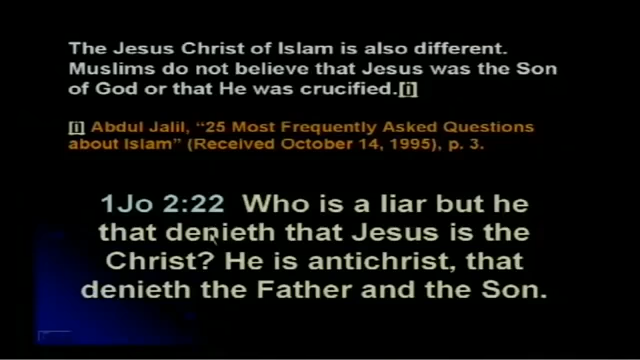 The Jesus Christ of Islam is also different.
Muslims do not believe that Jesus was the Son
of God or that He was crucified.[i]
[i] Abdul Jalil, “25 Most Frequently Asked Questions
about Islam” (Received October 14, 1995), p. 3.
1Jo 2:22 Who is a liar but he
that denieth that Jesus is the
Christ? He is antichrist, that
denieth the Father and the Son.